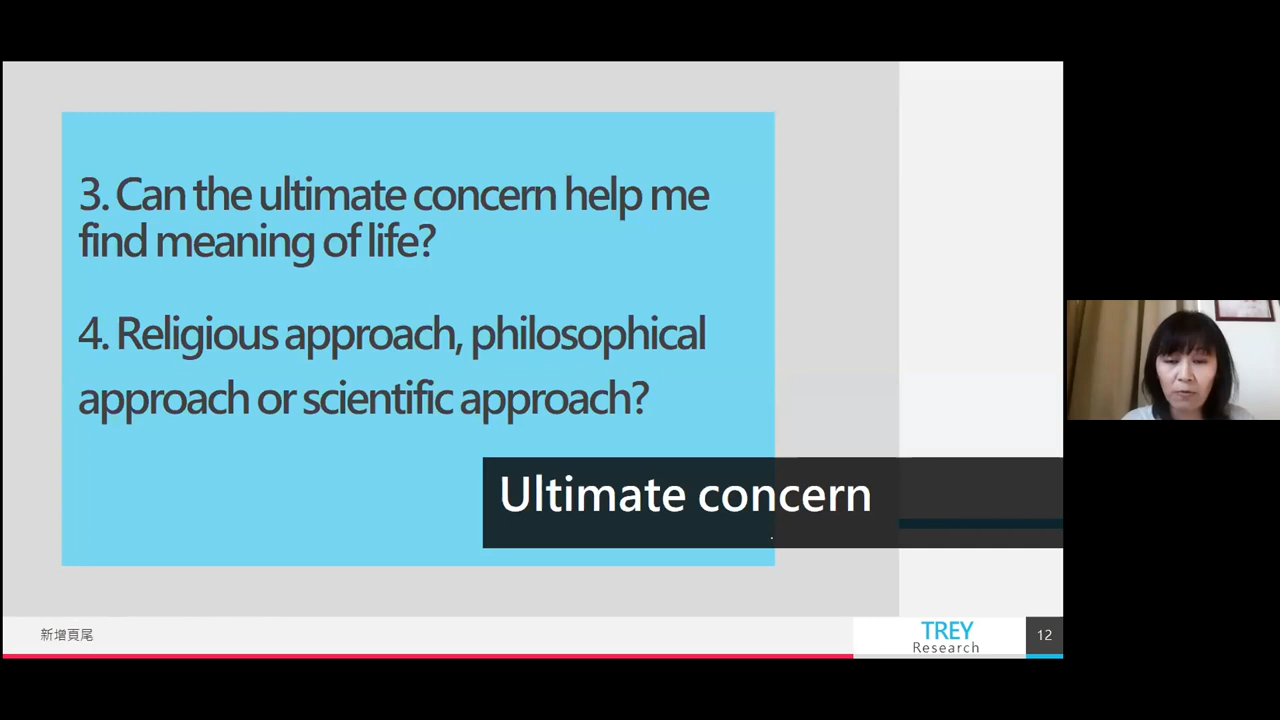 3. Can the ultimate concern help me
find meaning of life?
4. Religious approach, philosophical
approach or scientific approach?
Ultimate concern
.
新增頁尾
TREY
Research
12